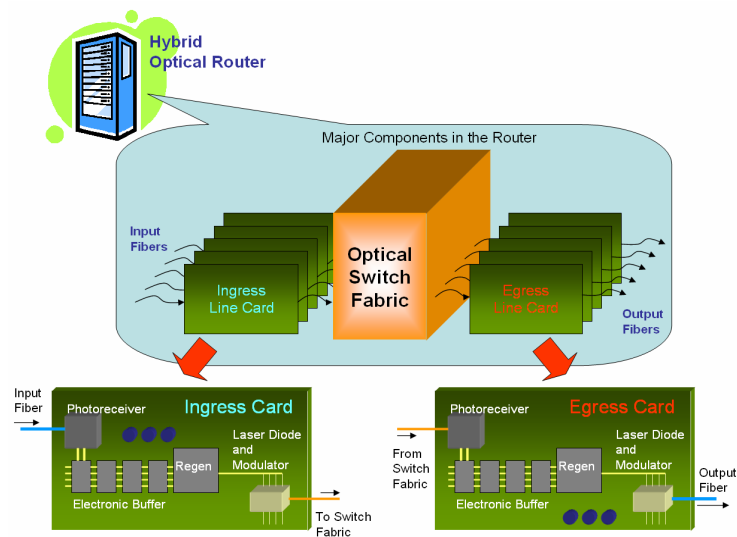 Hybrid
Optical Router
Major Components in the Router
Input
Fibers
Optical
Switch
Fabric
Ingress
Line Card
Egress
Line Card
Output
Fibers
Input
Fiber
Photoreceiver
Ingress Card
Laser Diode
and
Modulator
Regen
Electronic Buffer
To Switch
Fabric
Photoreceiver
Egress Card
From
Switch
Fabric
Laser Diode
and
Modulator
Regen
Electronic Buffer
Output
Fiber